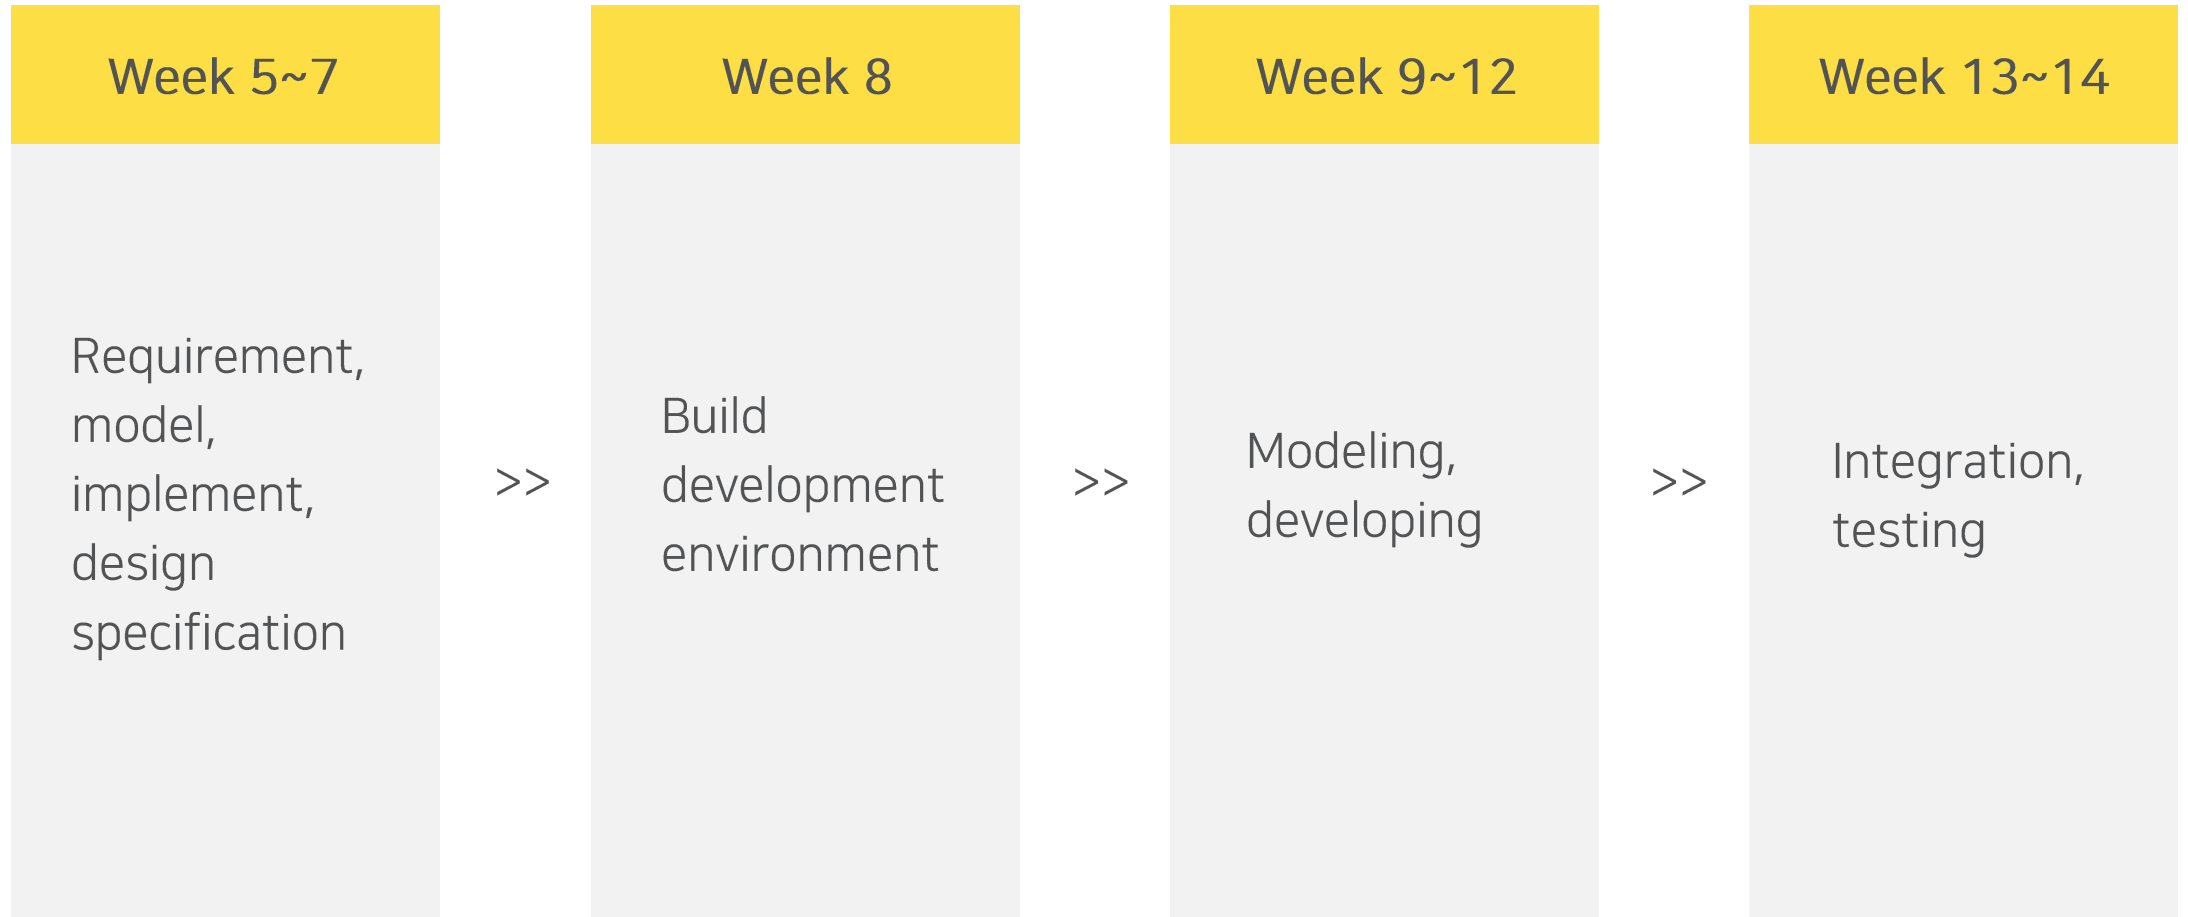 Week 5~7
Requirement,
model,
implement,
design
specification
>>
Week 8
Build
development
environment
>>
Week 9~12
Modeling,
developing
>>
Week 13~14
Integration,
testing